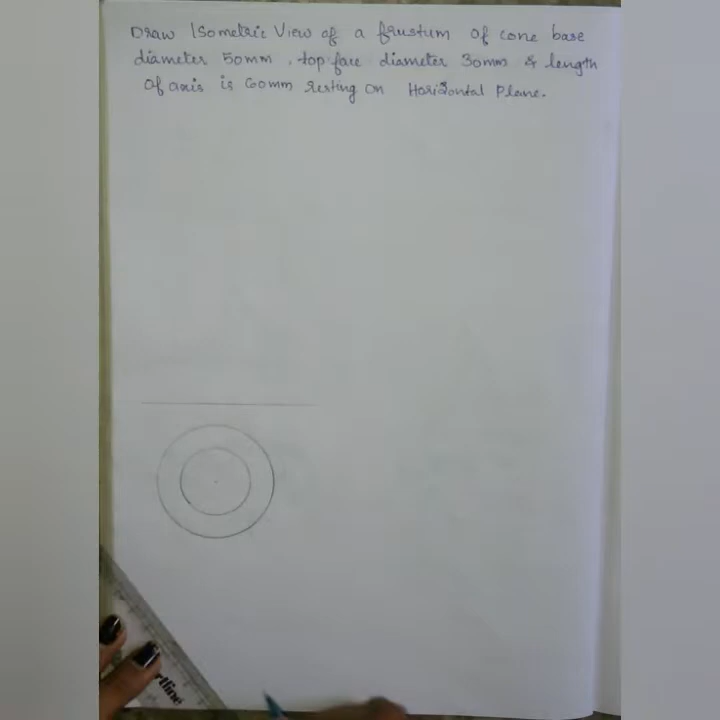 Draw Isometric View of a frustum of cone base
diameter 50mm, top face diameter 30mm & length
of axis is 60mm resting on Horizontal Plane.
artline